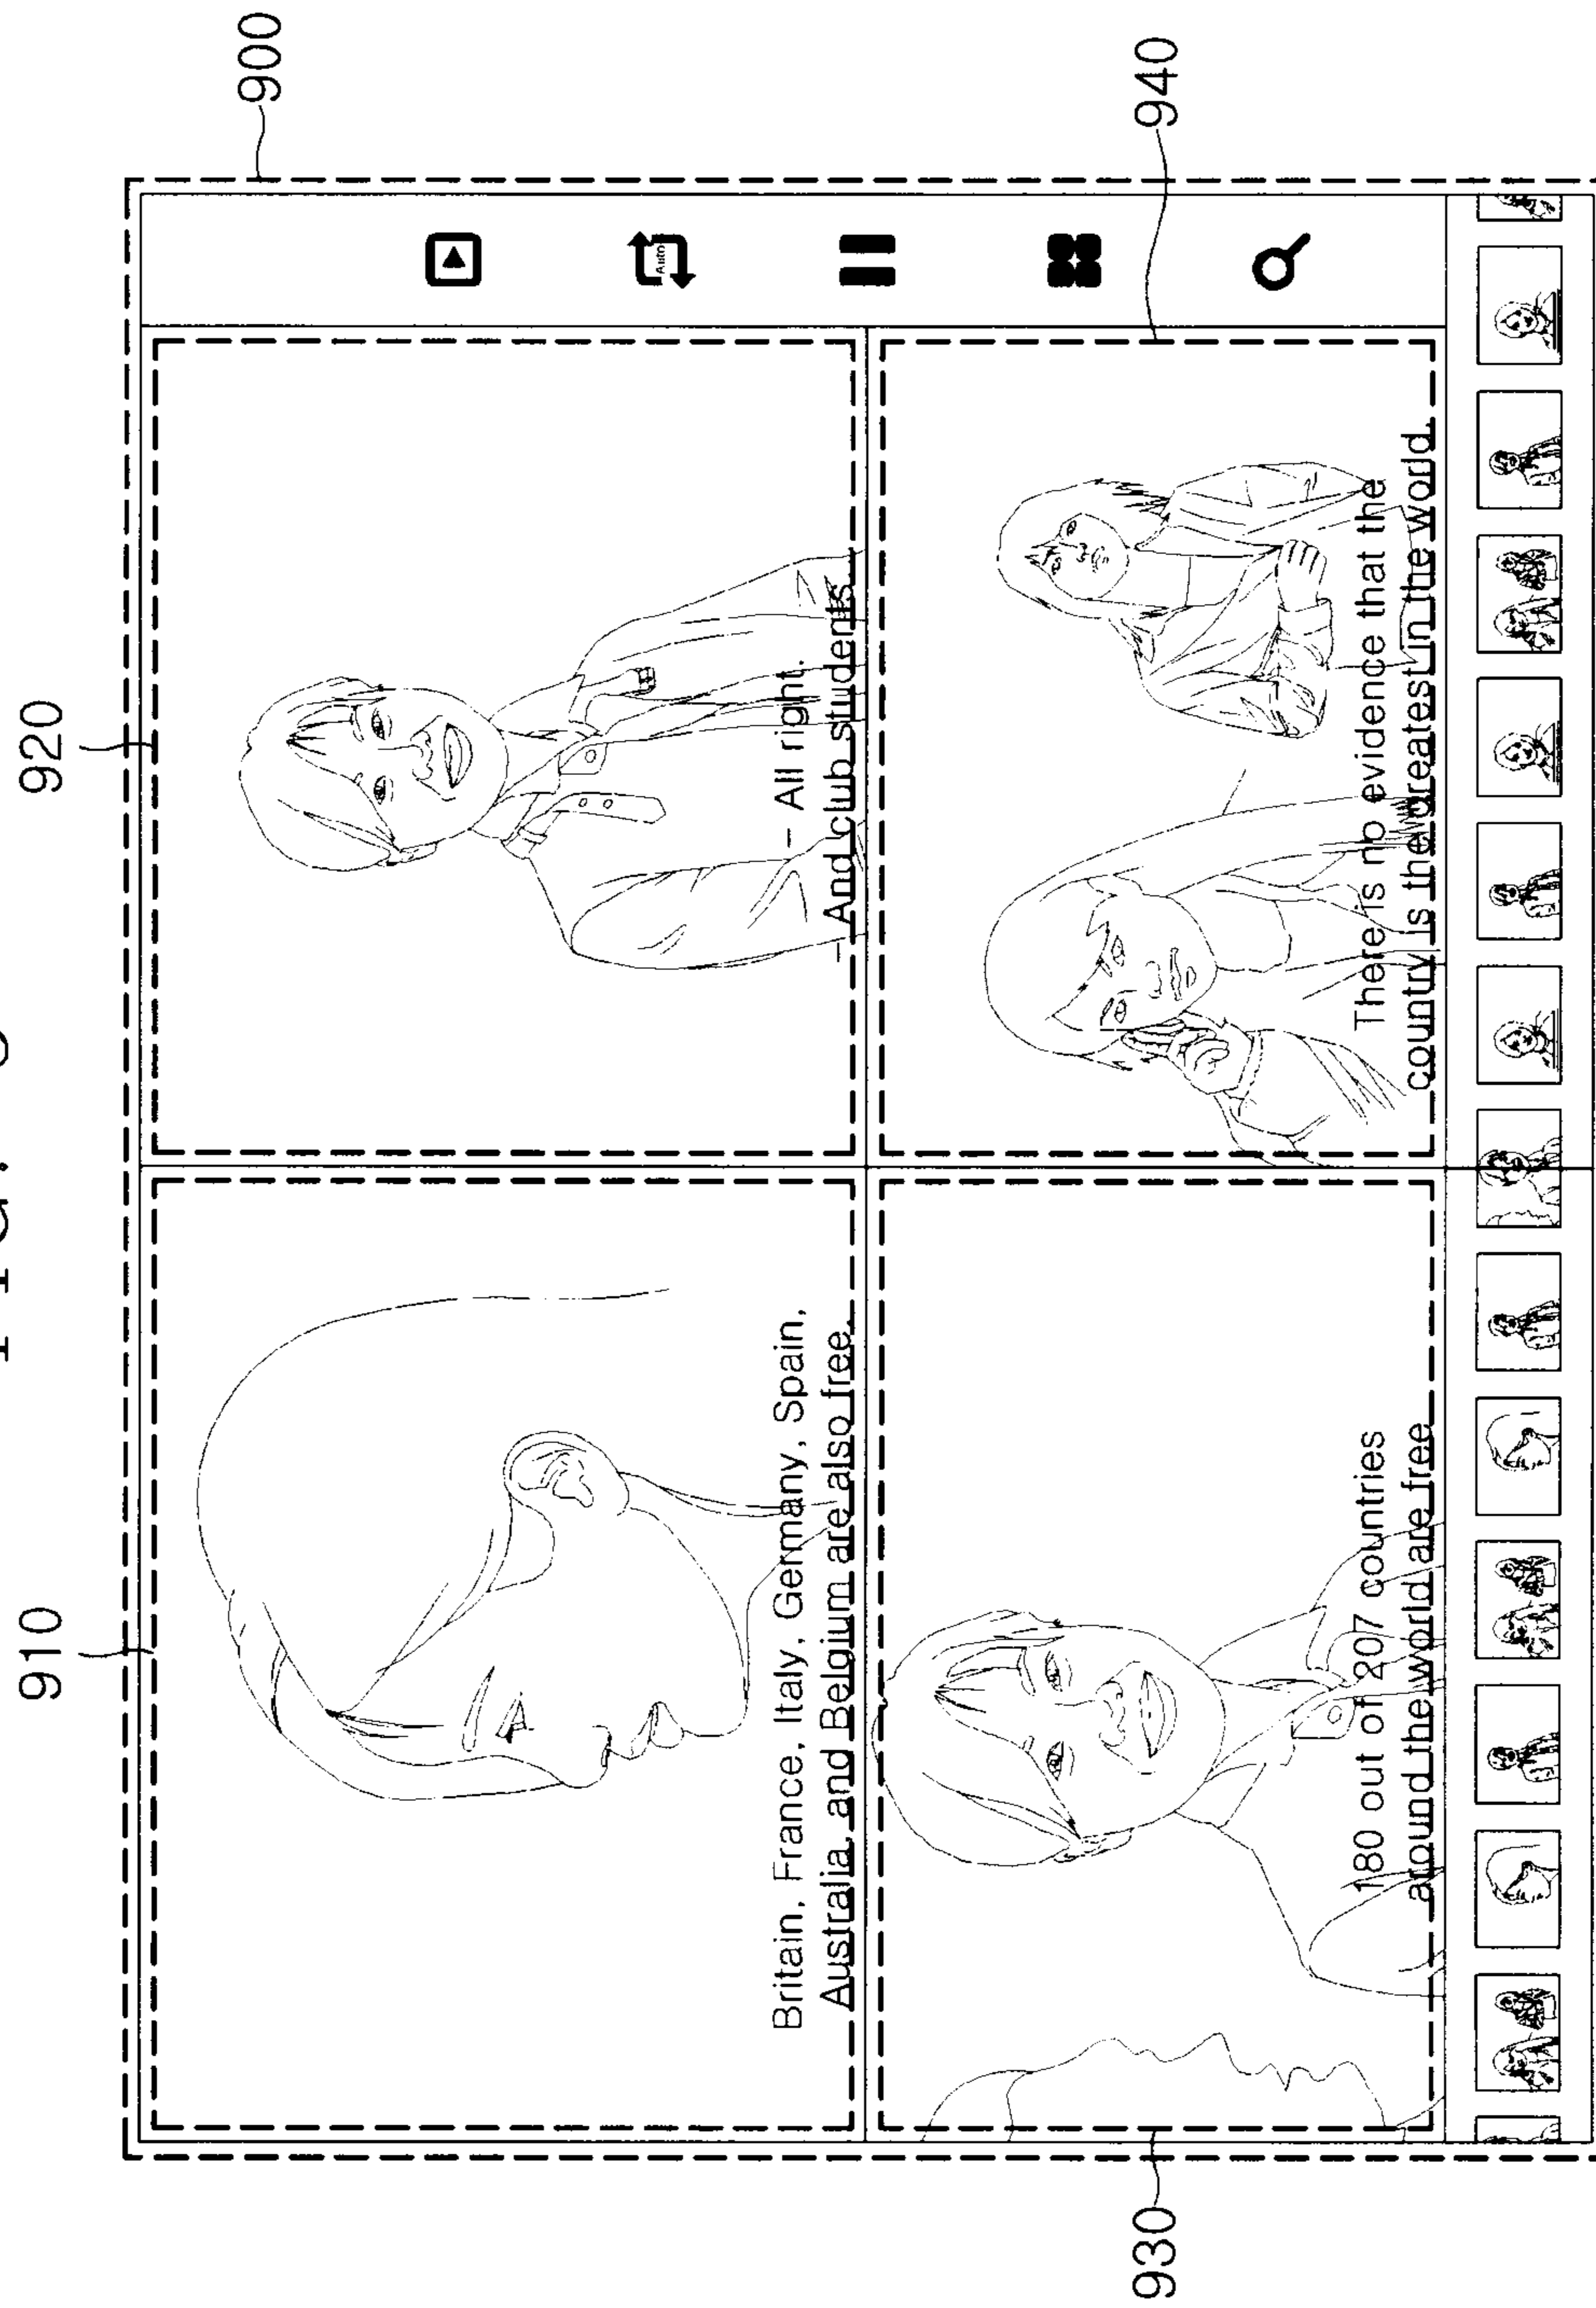 910
920
900
Auto
Britain, France, Italy, Germany, Spain,
Australia, and Belgium are also free.
- All right.
- And club students
930
940
180 out of 207 countries
around the world are free
There is no evidence that the
country is the greatest in the world.